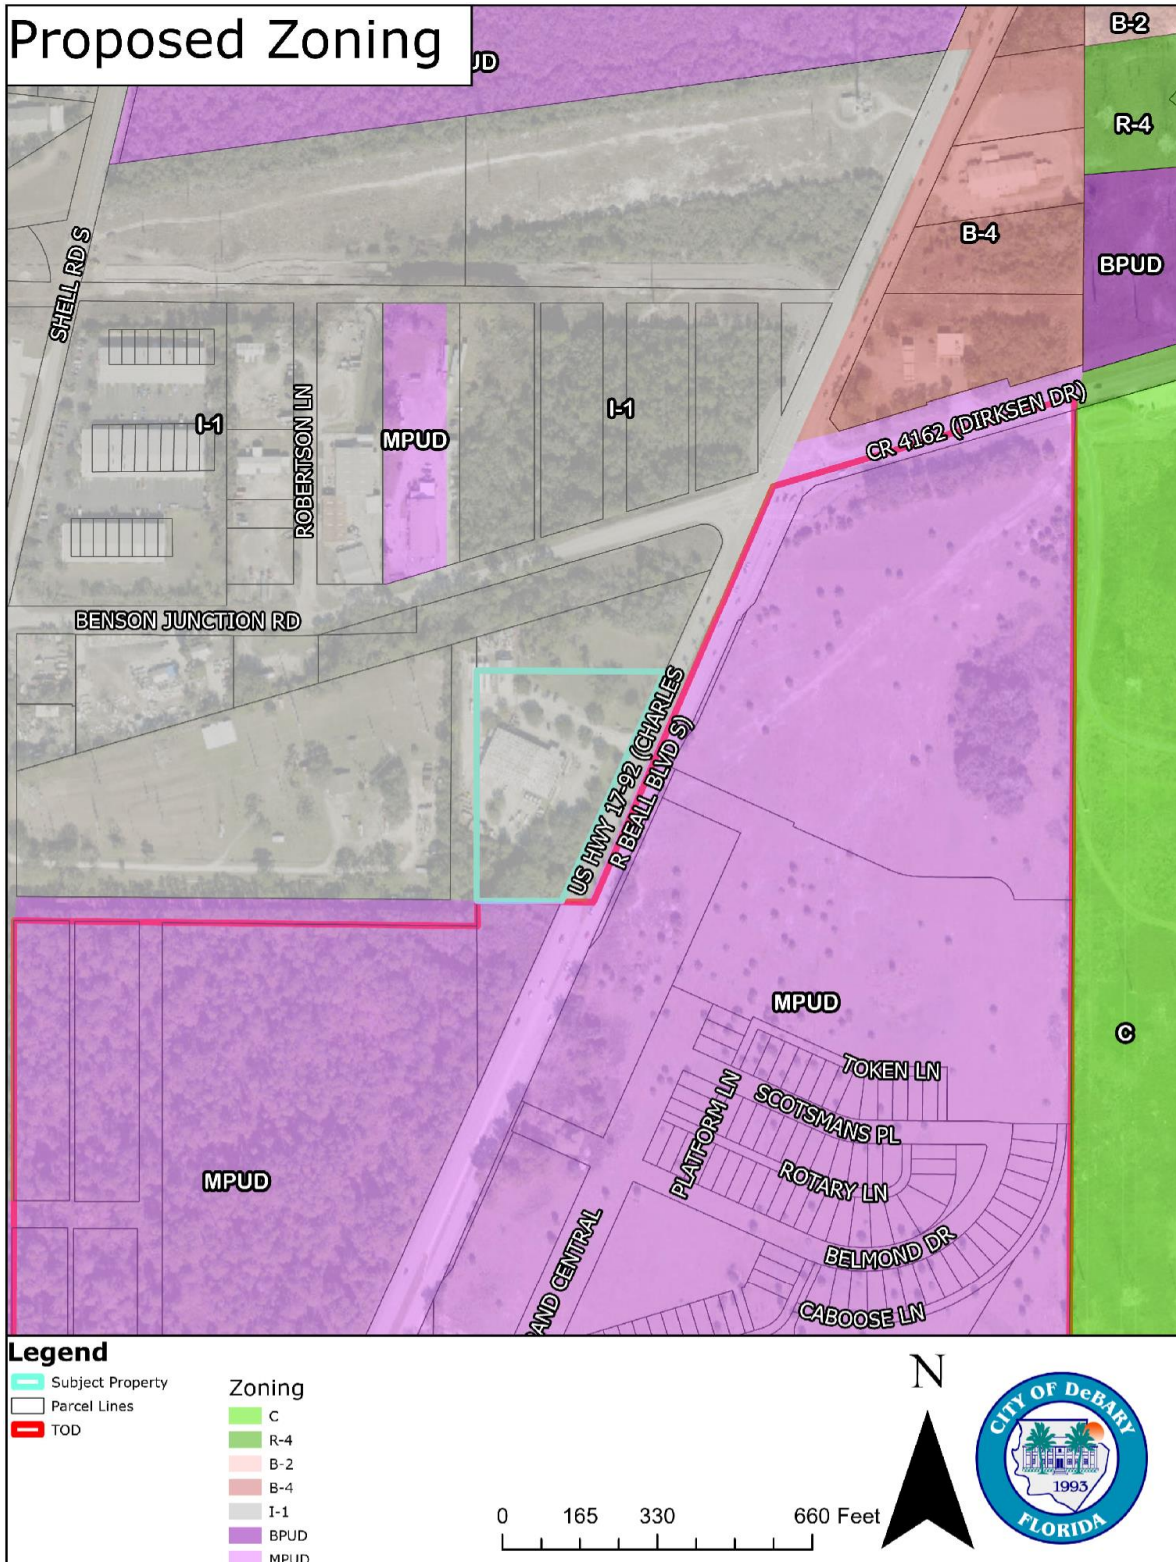 Proposed Zoning
UD
B-2
R-4
B-4
BPUD
SHELL RD S
I-1
ROBERTSON LN
MPUD
I-1
CR 4162 (DIRKSEN DR)
BENSON JUNCTION RD
US HWY 17-92 (CHARLES
R BEALL BLVD S)
MPUD
C
TOKEN LN
SCOTSMANS PL
PLATFORM LN
ROTARY LN
MPUD
BELMOND DR
AND CENTRAL
CABOOSE LN
Legend
Subject Property
Parcel Lines
TOD
Zoning
C
R-4
B-2
B-4
I-1
BPUD
MPUD
0 165 330 660 Feet
N
CITY OF DeBARY
1993
FLORIDA